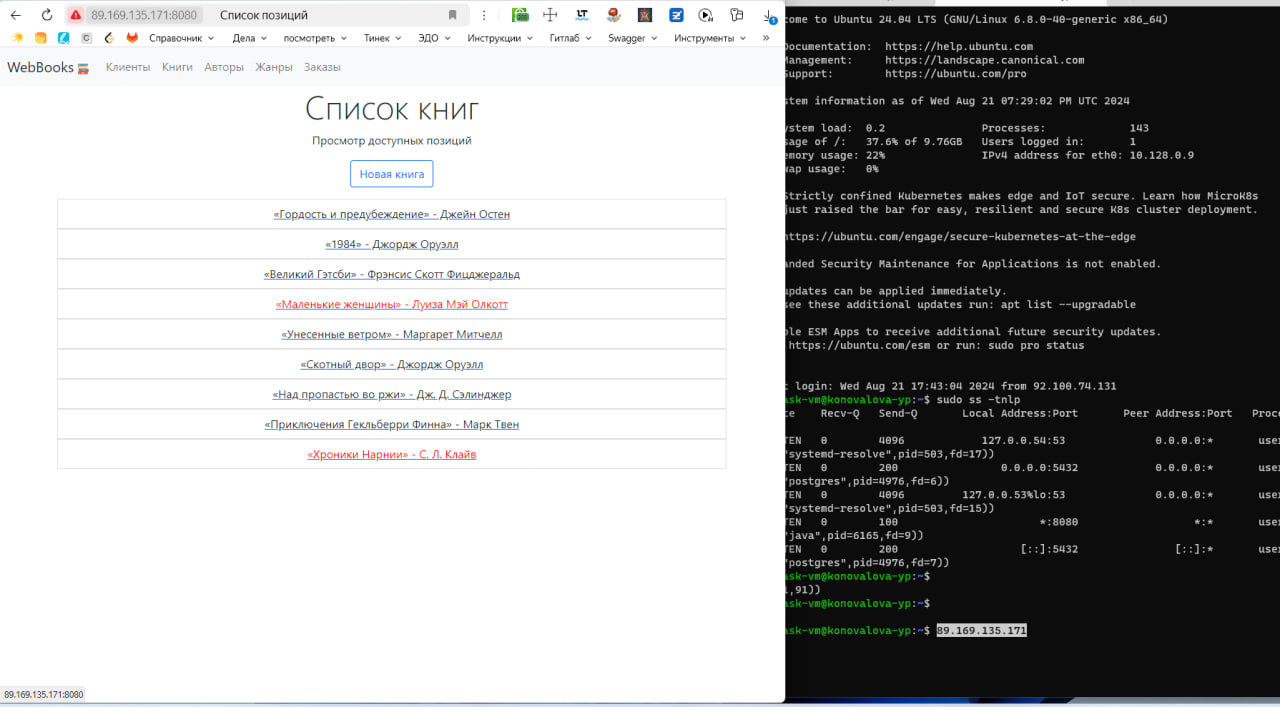 89.169.135.171:8080 Список позиций
Справочник Дела посмотреть Тинек ЭДО Инструкции Гитлаб Swagger Инструменты »
WebBooks Клиенты Книги Авторы Жанры Заказы
Список книг
Просмотр доступных позиций
Новая книга
«Гордость и предубеждение» - Джейн Остен
«1984» - Джордж Оруэлл
«Великий Гэтсби» - Фрэнсис Скотт Фицджеральд
«Маленькие женщины» - Луиза Мэй Олкотт
«Унесенные ветром» - Маргарет Митчелл
«Скотный двор» - Джордж Оруэлл
«Над пропастью во ржи» - Дж. Д. Сэлинджер
«Приключения Гекльберри Финна» - Марк Твен
«Хроники Нарнии» - С. Л. Клайв
89.169.135.171:8080
come to Ubuntu 24.04 LTS (GNU/Linux 6.8.0-40-generic x86_64)
Documentation: https://help.ubuntu.com
Management: https://landscape.canonical.com
Support: https://ubuntu.com/pro
stem information as of Wed Aug 21 07:29:02 PM UTC 2024
ystem load: 0.2 Processes: 143
sage of /: 37.6% of 9.76GB Users logged in: 1
emory usage: 22% IPv4 address for eth0: 10.128.0.9
wap usage: 0%
Strictly confined Kubernetes makes edge and IoT secure. Learn how MicroK8s
just raised the bar for easy, resilient and secure K8s cluster deployment.
https://ubuntu.com/engage/secure-kubernetes-at-the-edge
anded Security Maintenance for Applications is not enabled.
updates can be applied immediately.
see these additional updates run: apt list --upgradable
ble ESM Apps to receive additional future security updates.
https://ubuntu.com/esm or run: sudo pro status
t login: Wed Aug 21 17:43:04 2024 from 92.100.74.131
ask-vm@konovalova-yp:~$ sudo ss -tnlp
te Recv-Q Send-Q Local Address:Port Peer Address:Port Proce
TEN 0 4096 127.0.0.54:53 0.0.0.0:* user
"systemd-resolve",pid=503,fd=17))
TEN 0 200 0.0.0.0:5432 0.0.0.0:* user
"postgres",pid=4976,fd=6))
TEN 0 4096 127.0.0.53%lo:53 0.0.0.0:* user
"systemd-resolve",pid=503,fd=15))
TEN 0 100 *:8080 *:* user
"java",pid=6165,fd=9))
TEN 0 200 [::]:5432 [::]:* user
"postgres",pid=4976,fd=7))
ask-vm@konovalova-yp:~$
,91))
ask-vm@konovalova-yp:~$
ask-vm@konovalova-yp:~$ 89.169.135.171